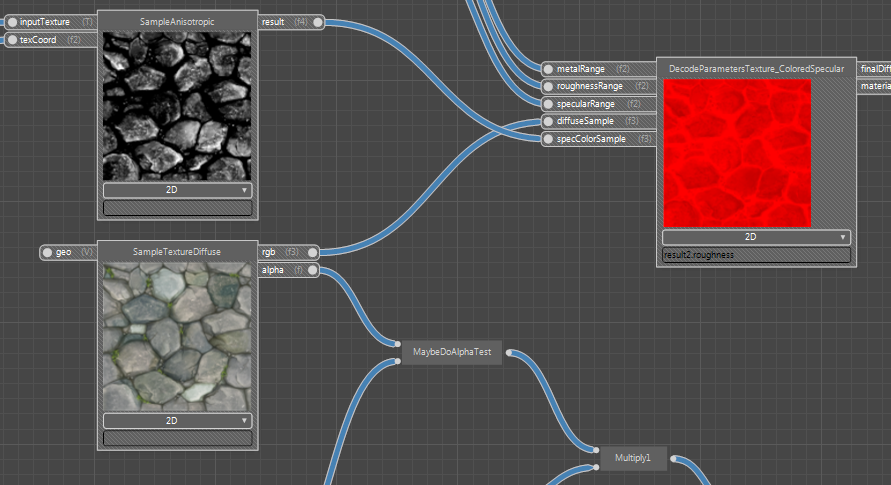 inputTexture (T)
texCoord (f2)
SampleAnisotropic
result (f4)
2D
metalRange (f2)
roughnessRange (f2)
specularRange (f2)
diffuseSample (f3)
specColorSample (f3)
DecodeParametersTexture_ColoredSpecular
finalDiff
materia
2D
result2.roughness
geo (V)
SampleTextureDiffuse
rgb (f3)
alpha (f)
2D
MaybeDoAlphaTest
Multiply1